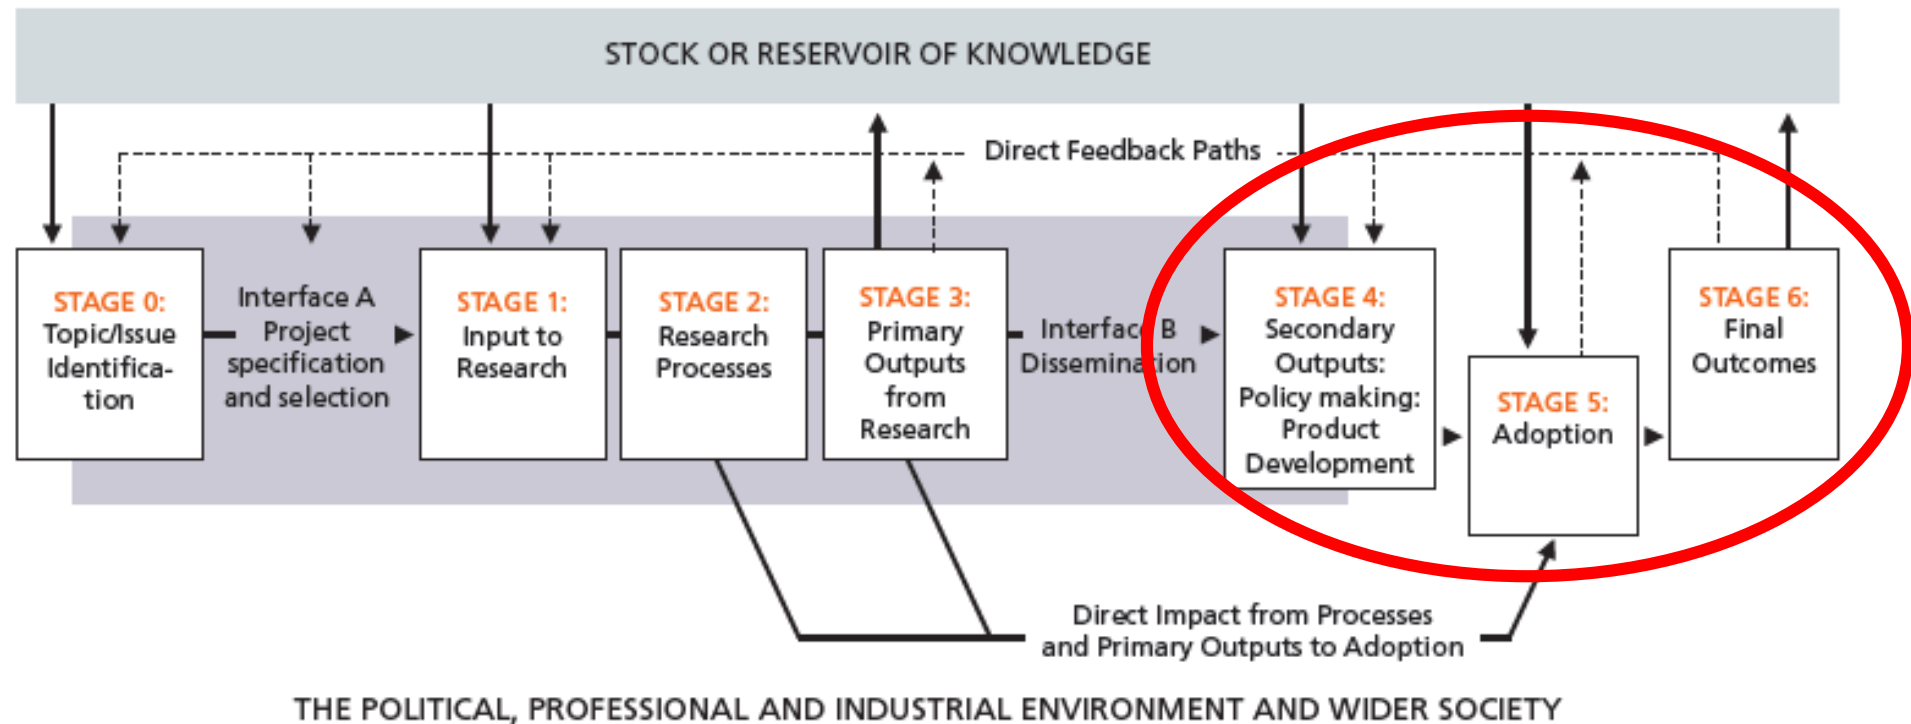 STOCK OR RESERVOIR OF KNOWLEDGE
Direct Feedback Paths
STAGE 0:
Topic/Issue
Identifica-
tion
Interface A
Project
specification
and selection
STAGE 1:
Input to
Research
STAGE 2:
Research
Processes
STAGE 3:
Primary
Outputs
from
Research
Interface B
Dissemination
STAGE 4:
Secondary
Outputs:
Policy making:
Product
Development
STAGE 5:
Adoption
STAGE 6:
Final
Outcomes
Direct Impact from Processes
and Primary Outputs to Adoption
THE POLITICAL, PROFESSIONAL AND INDUSTRIAL ENVIRONMENT AND WIDER SOCIETY